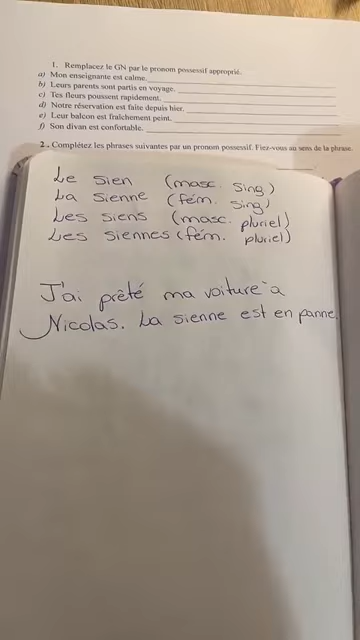 1. Remplacez le GN par le pronom possessif approprié.
a) Mon enseignante est calme.
b) Leurs parents sont partis en voyage.
c) Tes fleurs poussent rapidement.
d) Notre réservation est faite depuis hier.
e) Leur balcon est fraîchement peint.
f) Son divan est confortable.
2. Complétez les phrases suivantes par un pronom possessif. Fiez-vous au sens de la phrase.
Le sien (masc. sing)
La sienne (fém. sing)
Les siens (masc. pluriel)
Les siennes (fém. pluriel)
J'ai prêté ma voiture à
Nicolas. La sienne est en panne.